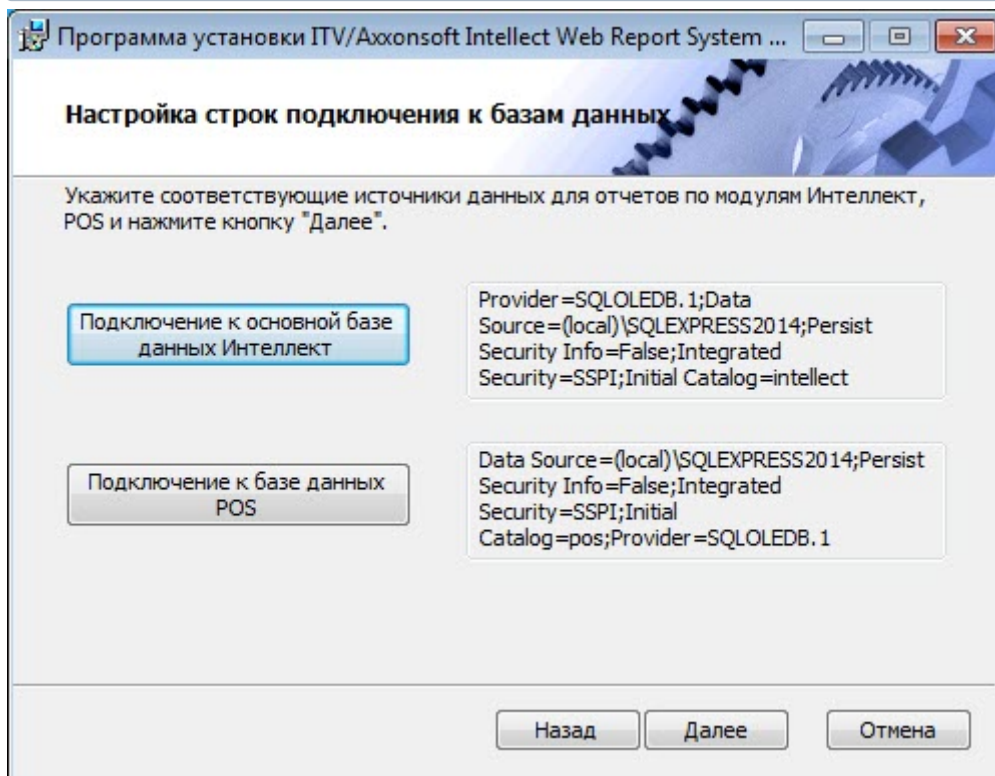 Программа установки ITV/Axxonsoft Intellect Web Report System ...
Настройка строк подключения к базам данных
Укажите соответствующие источники данных для отчетов по модулям Интеллект,
POS и нажмите кнопку "Далее".
Подключение к основной базе
данных Интеллект
Provider=SQLOLEDB.1;Data
Source=(local)\SQLEXPRESS2014;Persist
Security Info=False;Integrated
Security=SSPI;Initial Catalog=intellect
Подключение к базе данных
POS
Data Source=(local)\SQLEXPRESS2014;Persist
Security Info=False;Integrated
Security=SSPI;Initial
Catalog=pos;Provider=SQLOLEDB.1
Назад
Далее
Отмена